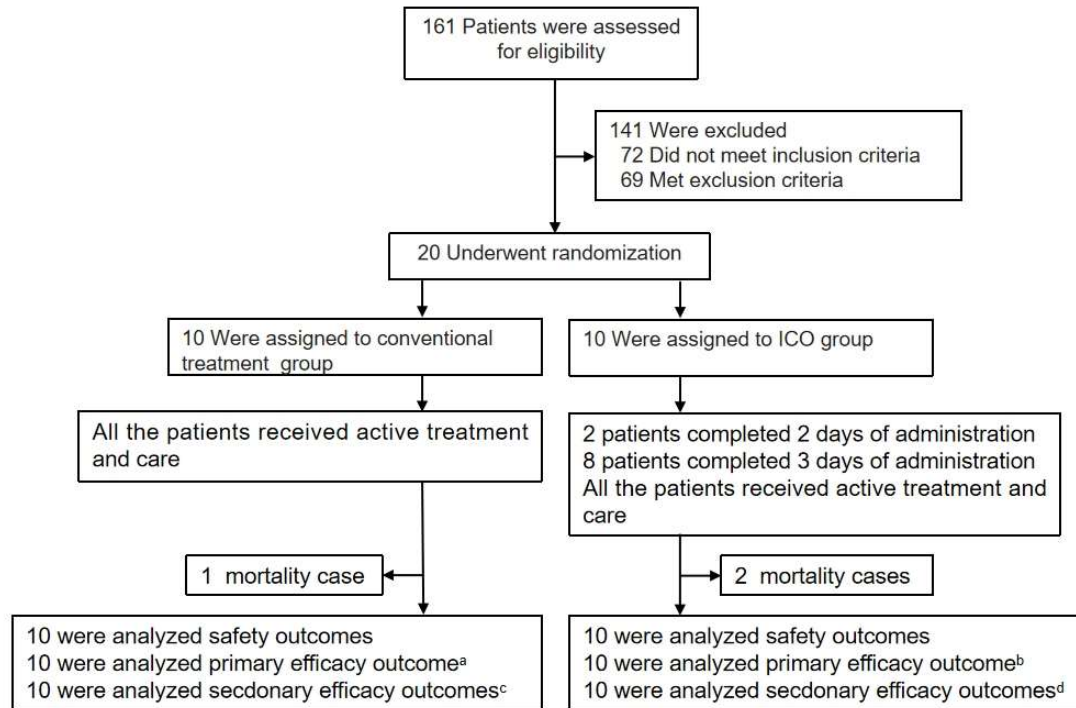 161 Patients were assessed
for eligibility
141 Were excluded
72 Did not meet inclusion criteria
69 Met exclusion criteria
20 Underwent randomization
10 Were assigned to conventional
treatment group
10 Were assigned to ICO group
All the patients received active treatment
and care
2 patients completed 2 days of administration
8 patients completed 3 days of administration
All the patients received active treatment and
care
1 mortality case
2 mortality cases
10 were analyzed safety outcomes
10 were analyzed primary efficacy outcomeᵃ
10 were analyzed secdonary efficacy outcomesᶜ
10 were analyzed safety outcomes
10 were analyzed primary efficacy outcomeᵇ
10 were analyzed secdonary efficacy outcomesᵈ